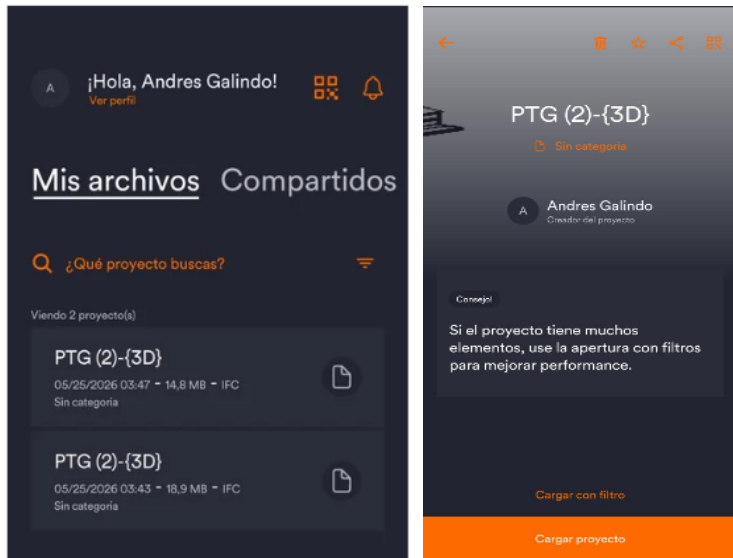 A
¡Hola, Andres Galindo!
Ver perfil
Mis archivos Compartidos
¿Qué proyecto buscas?
Viendo 2 proyecto(s)
PTG (2)-{3D}
05/25/2026 03:47 - 14,8 MB - IFC
Sin categoria
PTG (2)-{3D}
05/25/2026 03:43 - 18,9 MB - IFC
Sin categoria
PTG (2)-{3D}
Sin categoria
A
Andres Galindo
Creador del proyecto
Consejo!
Si el proyecto tiene muchos
elementos, use la apertura con filtros
para mejorar performance.
Cargar con filtro
Cargar proyecto